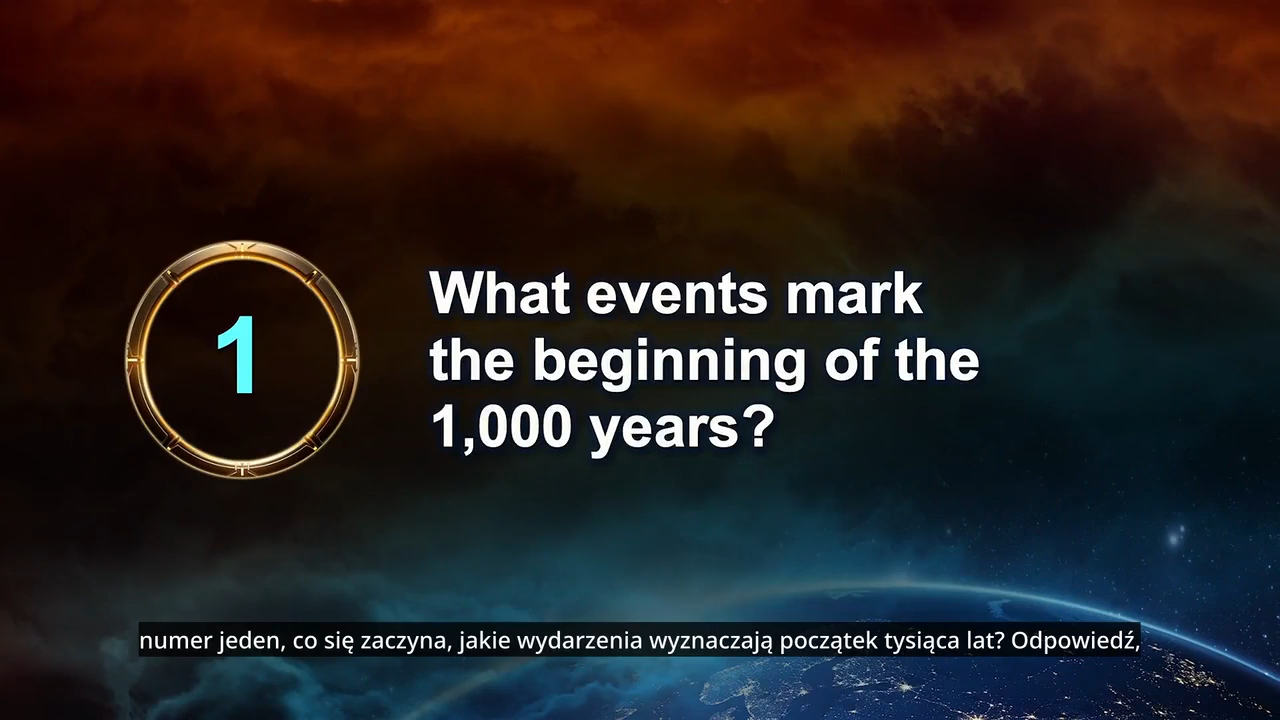 1
What events mark
the beginning of the
1,000 years?
numer jeden, co się zaczyna, jakie wydarzenia wyznaczają początek tysiąca lat? Odpowiedź,